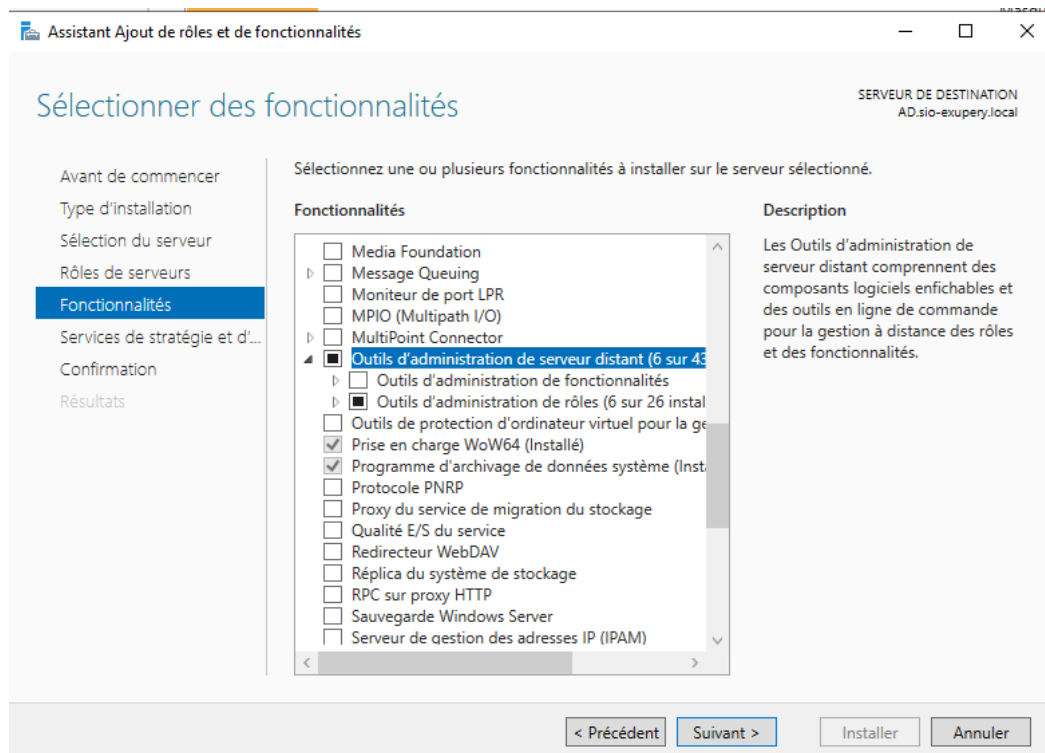 Assistant Ajout de rôles et de fonctionnalités
Sélectionner des fonctionnalités
SERVEUR DE DESTINATION
AD.sio-exupery.local
Avant de commencer
Type d'installation
Sélection du serveur
Rôles de serveurs
Fonctionnalités
Services de stratégie et d'...
Confirmation
Résultats
Sélectionnez une ou plusieurs fonctionnalités à installer sur le serveur sélectionné.
Fonctionnalités
Media Foundation
Message Queuing
Moniteur de port LPR
MPIO (Multipath I/O)
MultiPoint Connector
Outils d'administration de serveur distant (6 sur 43
Outils d'administration de fonctionnalités
Outils d'administration de rôles (6 sur 26 instal
Outils de protection d'ordinateur virtuel pour la ge
Prise en charge WoW64 (Installé)
Programme d'archivage de données système (Insta
Protocole PNRP
Proxy du service de migration du stockage
Qualité E/S du service
Redirecteur WebDAV
Réplica du système de stockage
RPC sur proxy HTTP
Sauvegarde Windows Server
Serveur de gestion des adresses IP (IPAM)
Description
Les Outils d'administration de
serveur distant comprennent des
composants logiciels enfichables et
des outils en ligne de commande
pour la gestion à distance des rôles
et des fonctionnalités.
< Précédent
Suivant >
Installer
Annuler